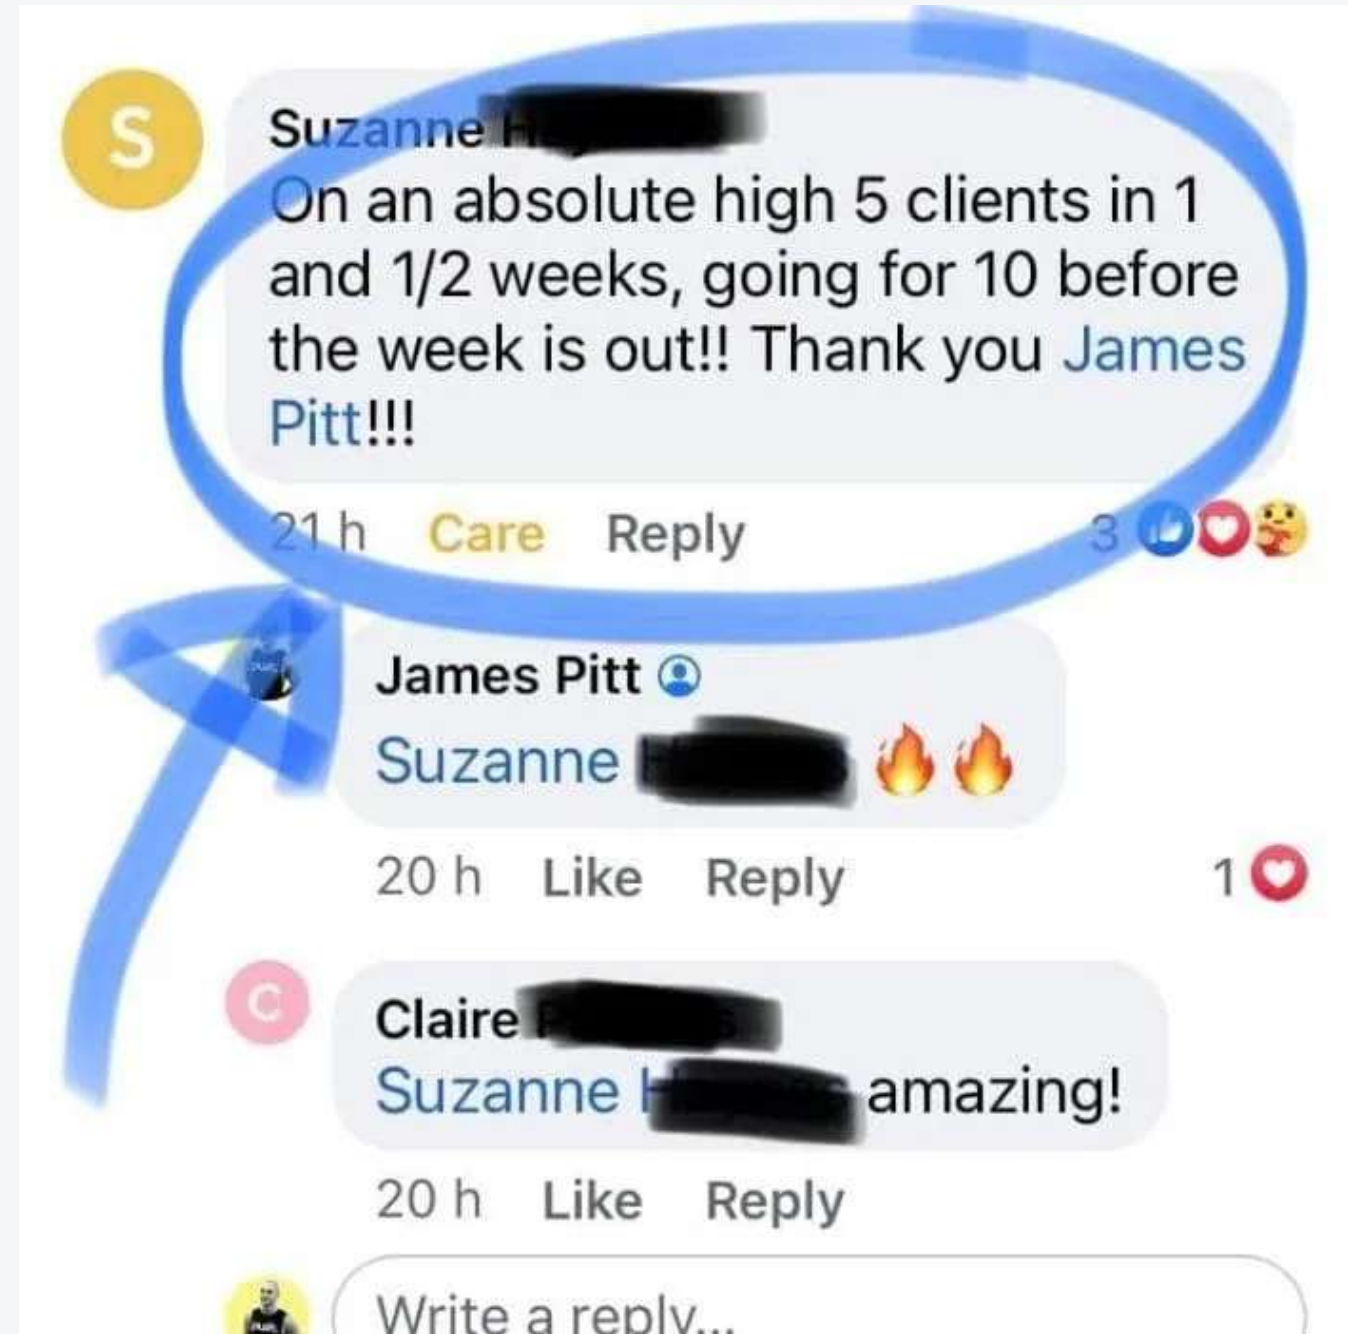 S
Suzanne
On an absolute high 5 clients in 1
and 1/2 weeks, going for 10 before
the week is out!! Thank you James
Pitt!!!
21 h Care Reply 3
James Pitt
Suzanne 🔥🔥
20 h Like Reply 1
C
Claire
Suzanne amazing!
20 h Like Reply
Write a reply...